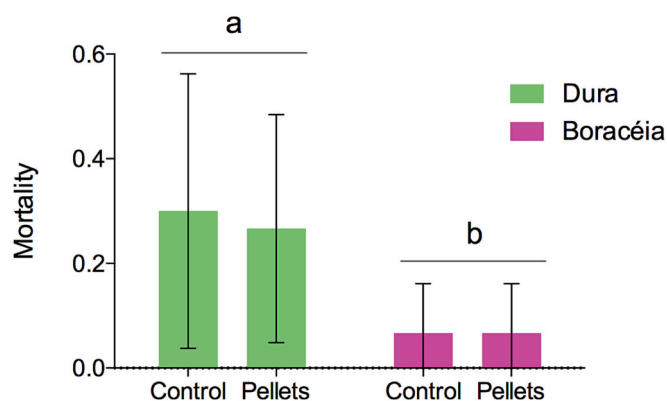 a
0.6
Dura
Boracéia
0.4
Mortality
b
0.2
0.0
Control Pellets Control Pellets